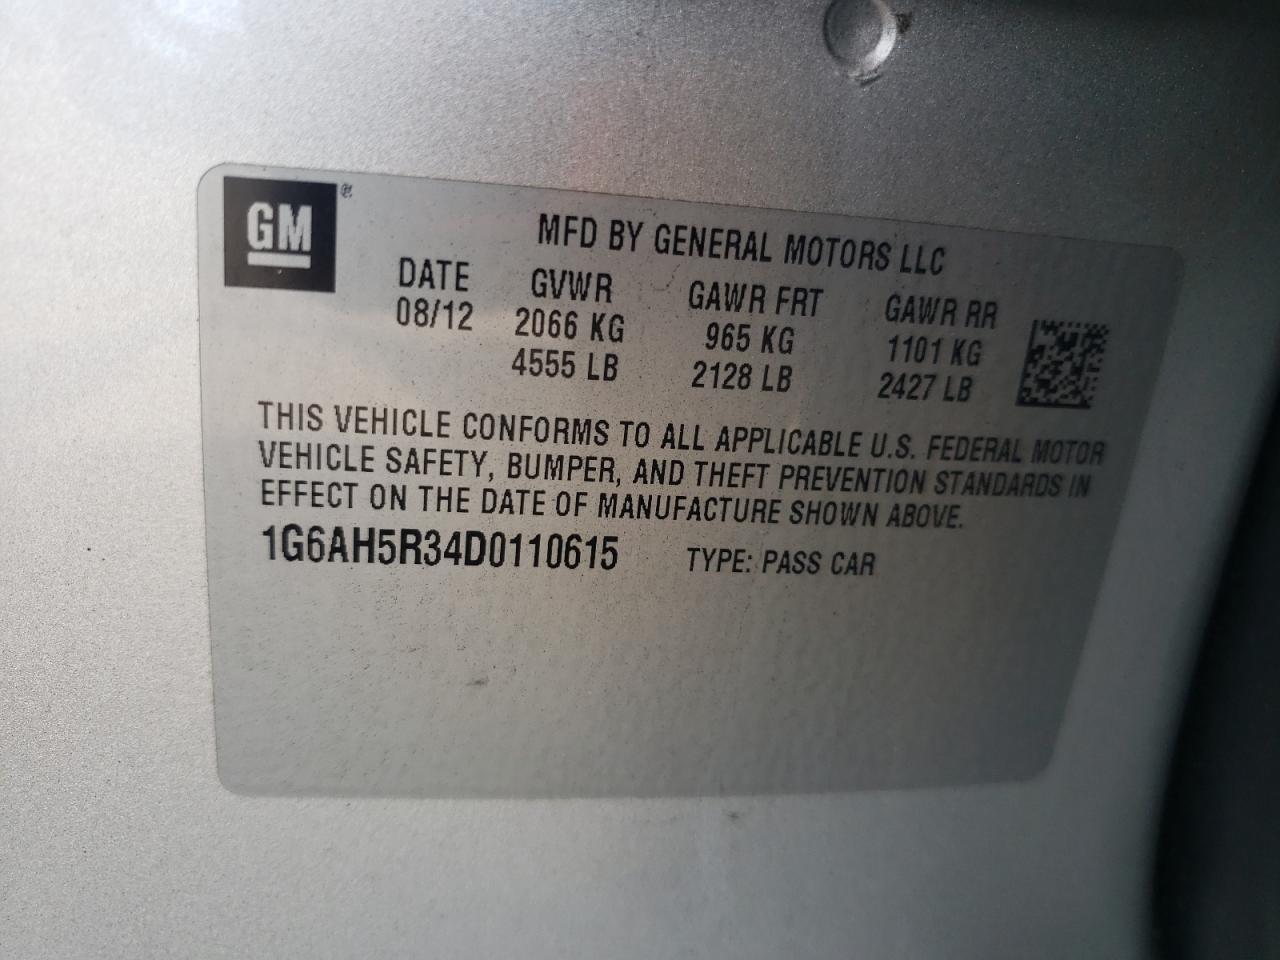 GM ®
MFD BY GENERAL MOTORS LLC
DATE GVWR GAWR FRT GAWR RR
08/12 2066 KG 965 KG 1101 KG
4555 LB 2128 LB 2427 LB
THIS VEHICLE CONFORMS TO ALL APPLICABLE U.S. FEDERAL MOTOR
VEHICLE SAFETY, BUMPER, AND THEFT PREVENTION STANDARDS IN
EFFECT ON THE DATE OF MANUFACTURE SHOWN ABOVE.
1G6AH5R34D0110615 TYPE: PASS CAR